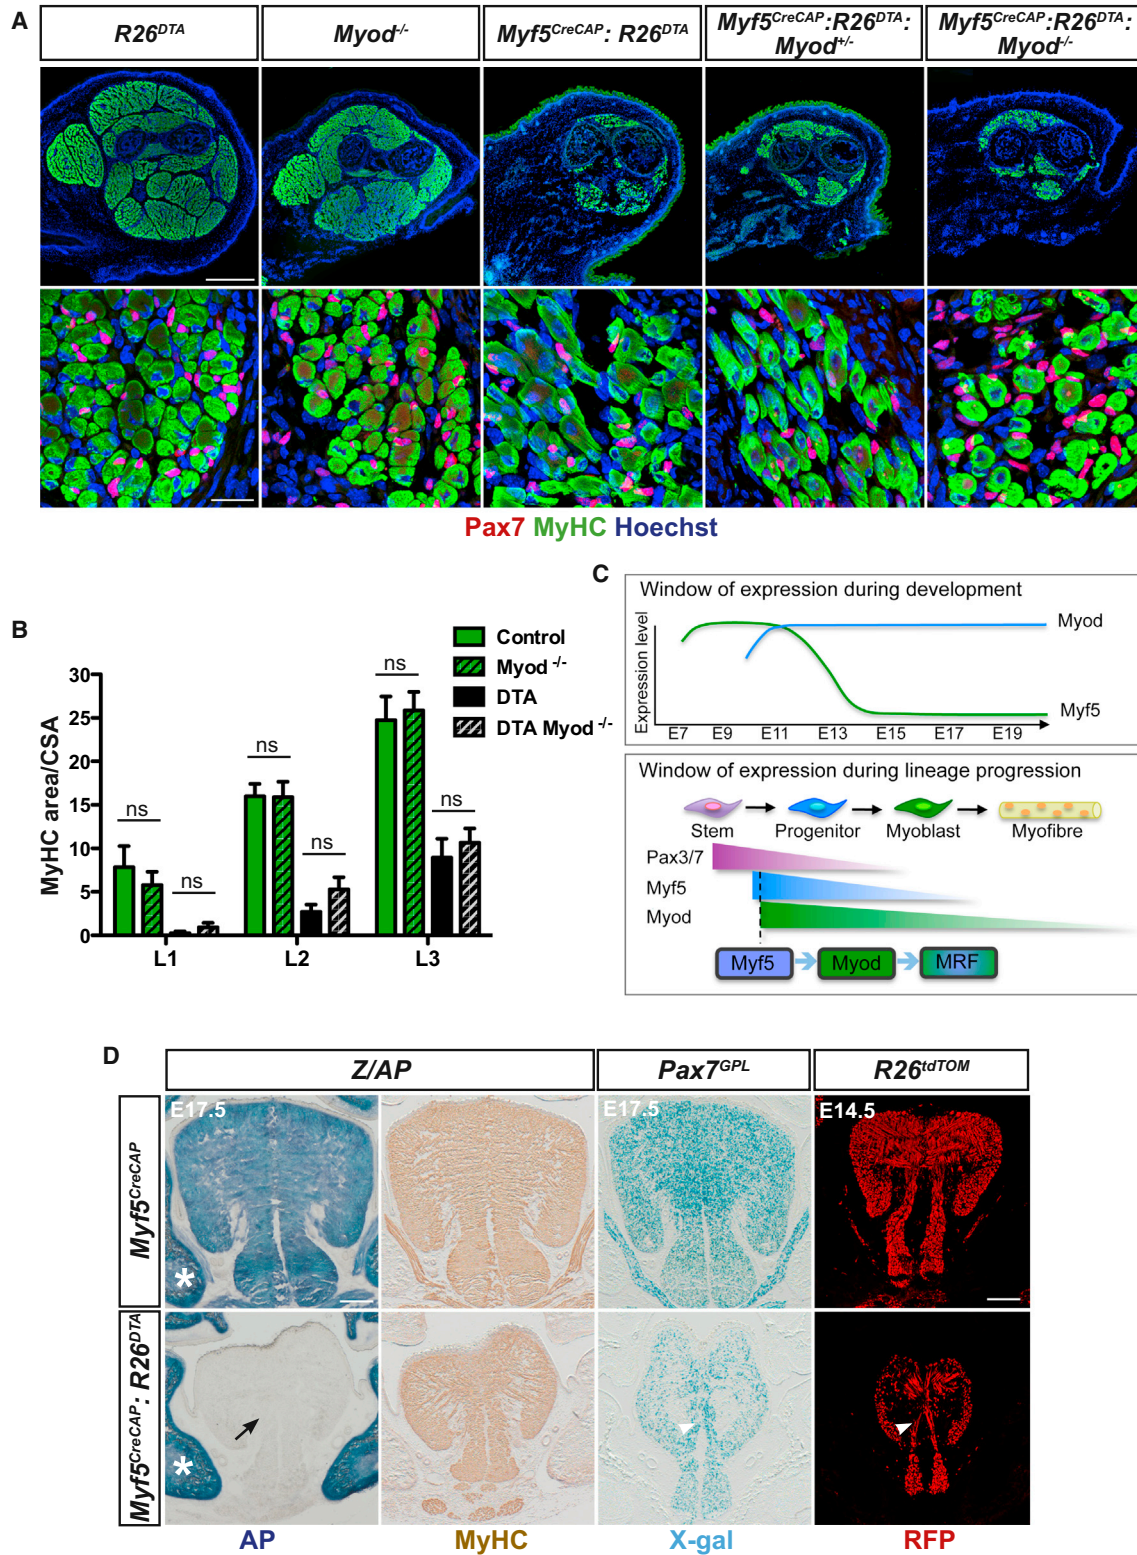 A
R26DTA
Myod-/-
Myf5CreCAP: R26DTA
Myf5CreCAP:R26DTA:
Myod+/-
Myf5CreCAP:R26DTA:
Myod-/-
Pax7 MyHC Hoechst
B
MyHC area/CSA
30
25
20
15
10
5
0
ns
ns
ns
ns
ns
ns
L1
L2
L3
Control
Myod -/-
DTA
DTA Myod -/-
C
Window of expression during development
Expression level
Myod
Myf5
E7 E9 E11 E13 E15 E17 E19
Window of expression during lineage progression
Stem Progenitor Myoblast Myofibre
Pax3/7
Myf5
Myod
Myf5 Myod MRF
D
Z/AP
Pax7GPL
R26tdTOM
Myf5CreCAP
E17.5
E17.5
E14.5
*
Myf5CreCAP: R26DTA
*
AP
MyHC
X-gal
RFP